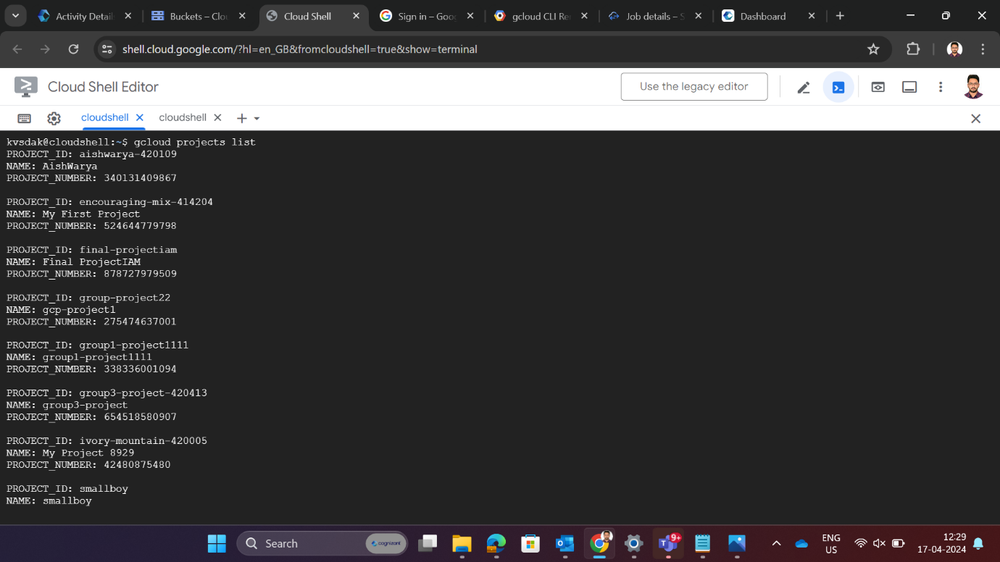 Activity Detail
Buckets – Clou
Cloud Shell
Sign in – Goog
gcloud CLI Re
Job details – S
Dashboard
shell.cloud.google.com/?hl=en_GB&fromcloudshell=true&show=terminal
Cloud Shell Editor
Use the legacy editor
cloudshell
cloudshell
kvsdak@cloudshell:~$ gcloud projects list
PROJECT_ID: aishwarya-420109
NAME: AishWarya
PROJECT_NUMBER: 340131409867
PROJECT_ID: encouraging-mix-414204
NAME: My First Project
PROJECT_NUMBER: 524644779798
PROJECT_ID: final-projectiam
NAME: Final ProjectIAM
PROJECT_NUMBER: 878727979509
PROJECT_ID: group-project22
NAME: gcp-project1
PROJECT_NUMBER: 275474637001
PROJECT_ID: group1-project1111
NAME: group1-project1111
PROJECT_NUMBER: 338336001094
PROJECT_ID: group3-project-420413
NAME: group3-project
PROJECT_NUMBER: 654518580907
PROJECT_ID: ivory-mountain-420005
NAME: My Project 8929
PROJECT_NUMBER: 42480875480
PROJECT_ID: smallboy
NAME: smallboy
Search
cognizant
9+
ENG
US
12:29
17-04-2024